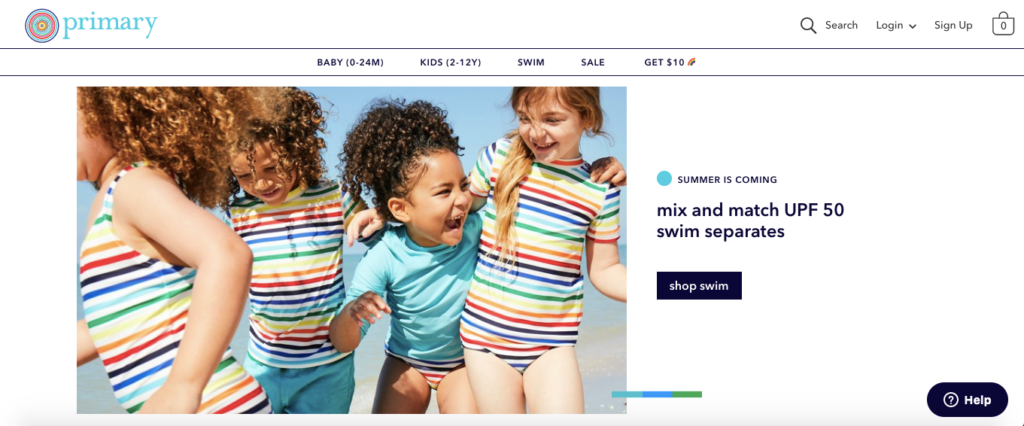 primary
Search
Login
Sign Up
0
BABY (0-24M)
KIDS (2-12Y)
SWIM
SALE
GET $10
SUMMER IS COMING
mix and match UPF 50
swim separates
shop swim
Help